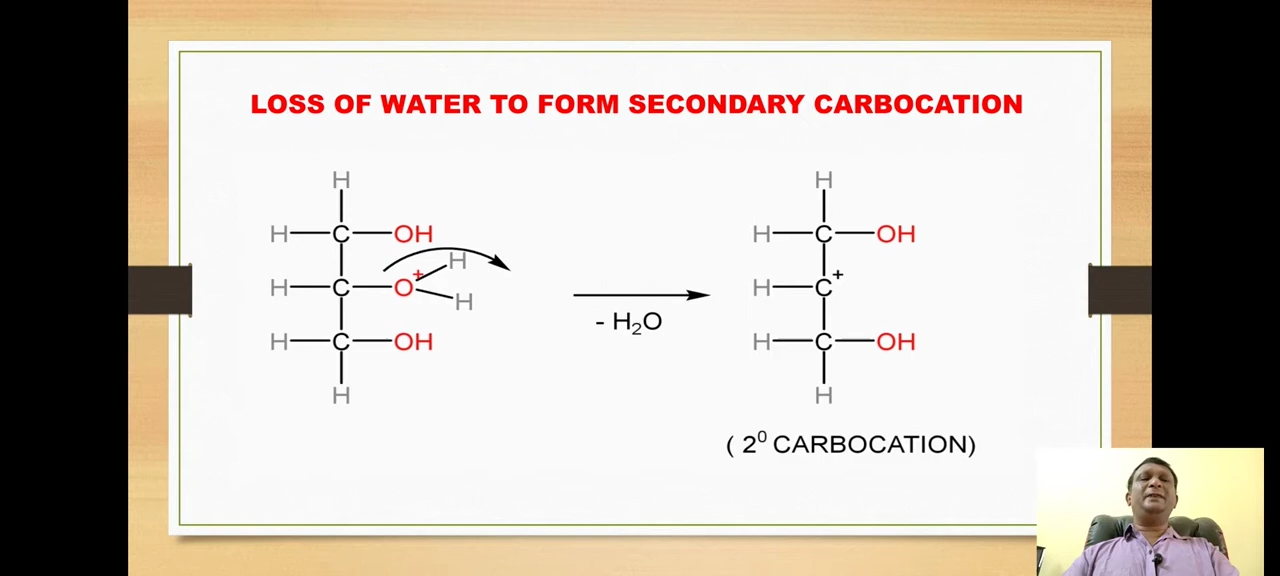 LOSS OF WATER TO FORM SECONDARY CARBOCATION
H
H C OH
H
H C O +
H
H C OH
H
- H₂O
H
H C OH
H C +
H C OH
H
( 2⁰ CARBOCATION)